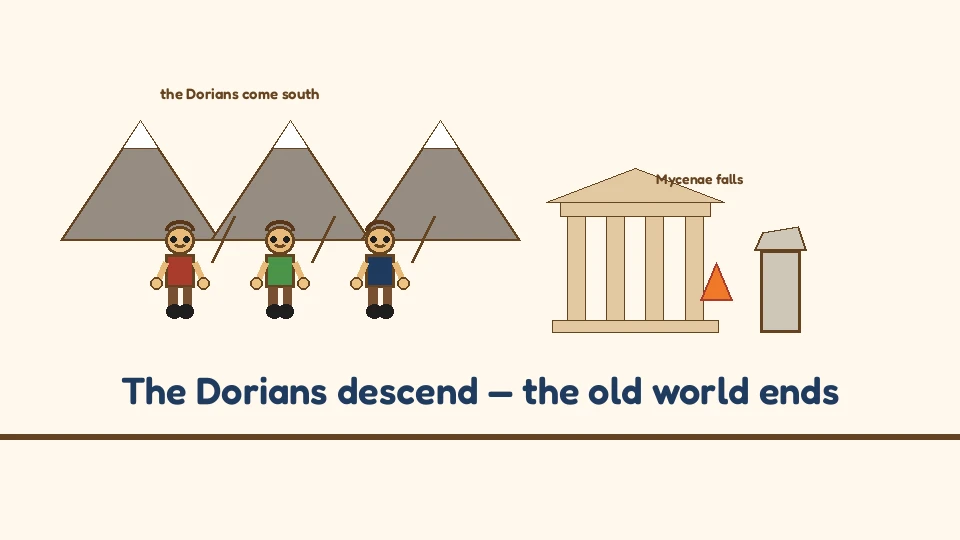 the Dorians come south
Mycenae falls
The Dorians descend — the old world ends